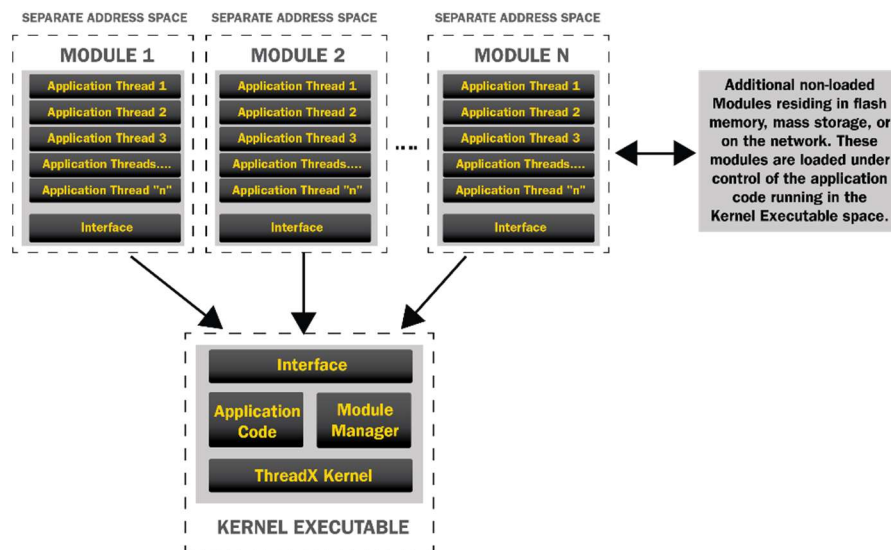 SEPARATE ADDRESS SPACE
MODULE 1
Application Thread 1
Application Thread 2
Application Thread 3
Application Threads....
Application Thread "n"
Interface
SEPARATE ADDRESS SPACE
MODULE 2
Application Thread 1
Application Thread 2
Application Thread 3
Application Threads....
Application Thread "n"
Interface
....
SEPARATE ADDRESS SPACE
MODULE N
Application Thread 1
Application Thread 2
Application Thread 3
Application Threads....
Application Thread "n"
Interface
Additional non-loaded
Modules residing in flash
memory, mass storage, or
on the network. These
modules are loaded under
control of the application
code running in the
Kernel Executable space.
Interface
Application
Code
Module
Manager
ThreadX Kernel
KERNEL EXECUTABLE